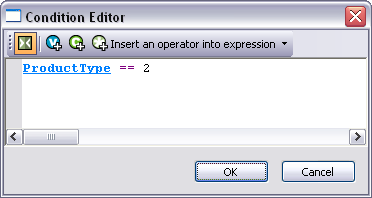 Condition Editor
Insert an operator into expression
ProductType == 2
OK
Cancel